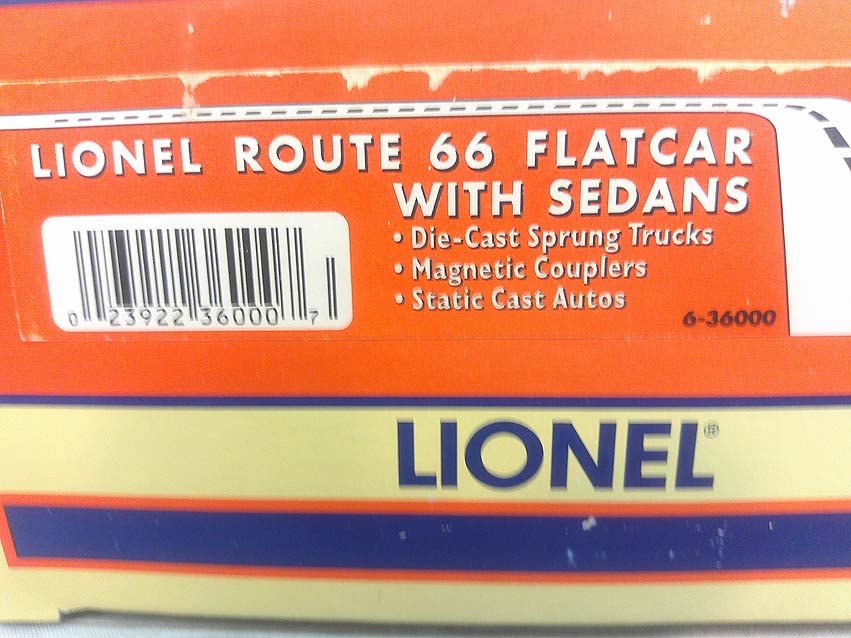 LIONEL ROUTE 66 FLATCAR
WITH SEDANS
• Die-Cast Sprung Trucks
• Magnetic Couplers
• Static Cast Autos
0 23922 36000 7
6-36000
LIONEL®